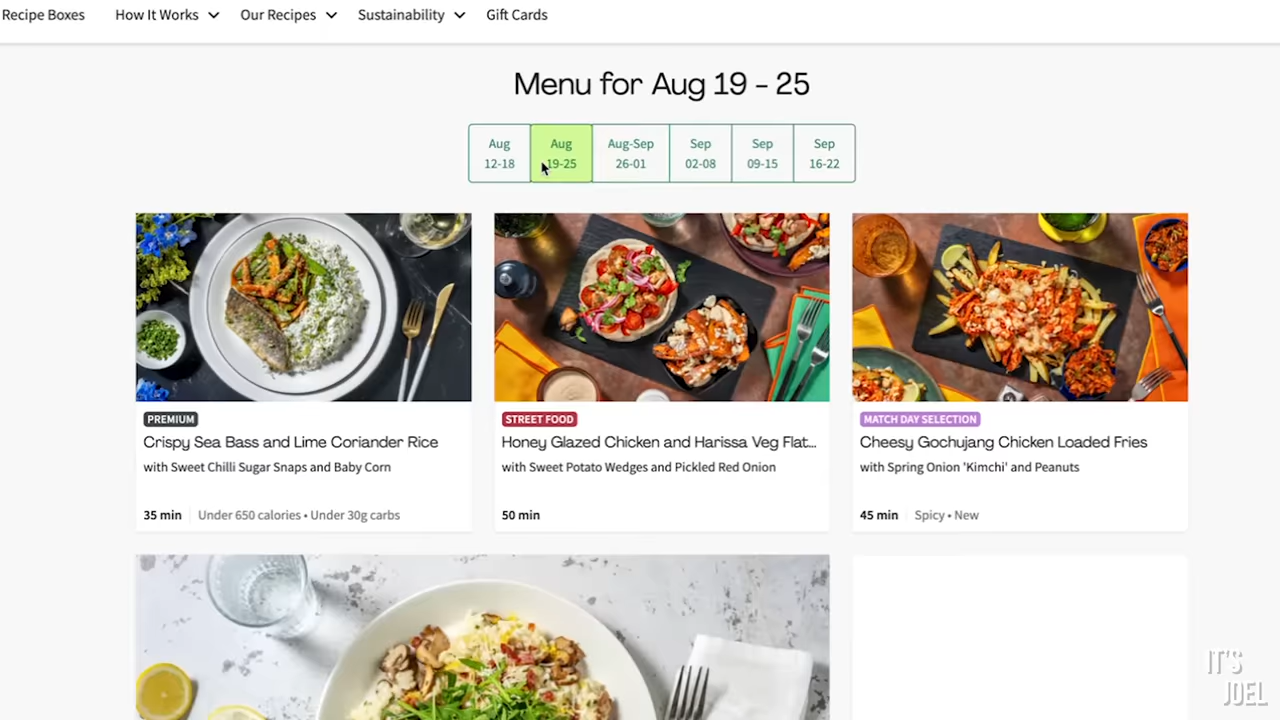 Recipe Boxes How It Works Our Recipes Sustainability Gift Cards
Menu for Aug 19 - 25
Aug Aug Aug-Sep Sep Sep Sep
12-18 19-25 26-01 02-08 09-15 16-22
PREMIUM
Crispy Sea Bass and Lime Coriander Rice
with Sweet Chilli Sugar Snaps and Baby Corn
35 min Under 650 calories • Under 30g carbs
STREET FOOD
Honey Glazed Chicken and Harissa Veg Flat...
with Sweet Potato Wedges and Pickled Red Onion
50 min
MATCH DAY SELECTION
Cheesy Gochujang Chicken Loaded Fries
with Spring Onion 'Kimchi' and Peanuts
45 min Spicy • New
IT'S
JOEL